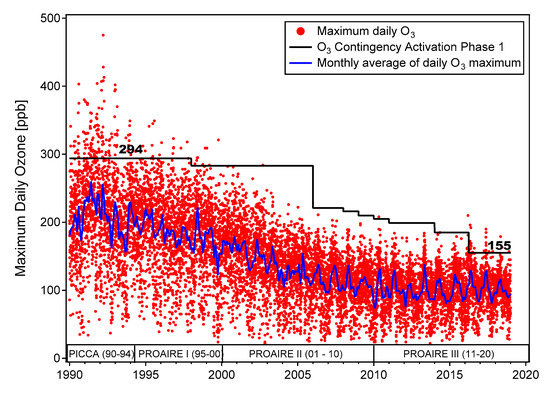 500
400
300
200
100
0
Maximum Daily Ozone [ppb]
Maximum daily O3
O3 Contingency Activation Phase 1
Monthly average of daily O3 maximum
294
155
PICCA (90-94)
PROAIRE I (95-00)
PROAIRE II (01 - 10)
PROAIRE III (11-20)
1990 1995 2000 2005 2010 2015 2020